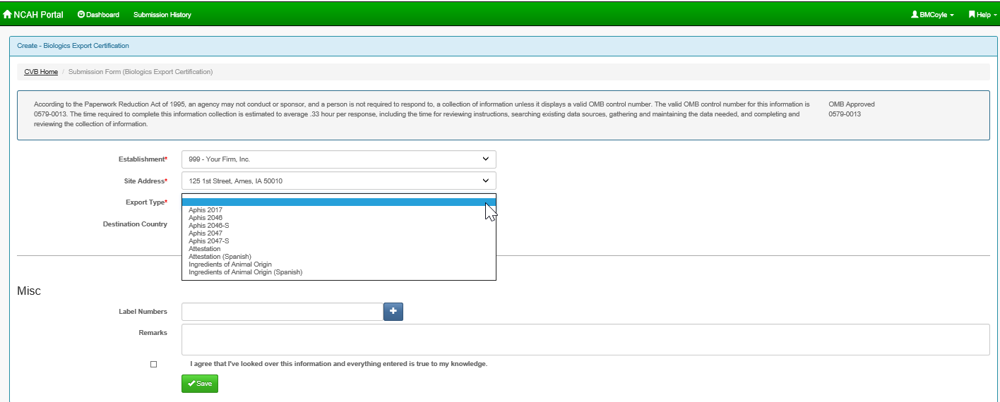 NCAH Portal Dashboard Submission History BMCoyle Help
Create - Biologics Export Certification
CVB Home / Submission Form (Biologics Export Certification)
According to the Paperwork Reduction Act of 1995, an agency may not conduct or sponsor, and a person is not required to respond to, a collection of information unless it displays a valid OMB control number. The valid OMB control number for this information is
0579-0013. The time required to complete this information collection is estimated to average .33 hour per response, including the time for reviewing instructions, searching existing data sources, gathering and maintaining the data needed, and completing and
reviewing the collection of information.
OMB Approved
0579-0013
Establishment* 999 - Your Firm, Inc.
Site Address* 125 1st Street, Ames, IA 50010
Export Type*
Aphis 2017
Aphis 2046
Aphis 2046-S
Aphis 2047
Aphis 2047-S
Attestation
Attestation (Spanish)
Ingredients of Animal Origin
Ingredients of Animal Origin (Spanish)
Destination Country
Misc
Label Numbers
Remarks
I agree that I've looked over this information and everything entered is true to my knowledge.
Save